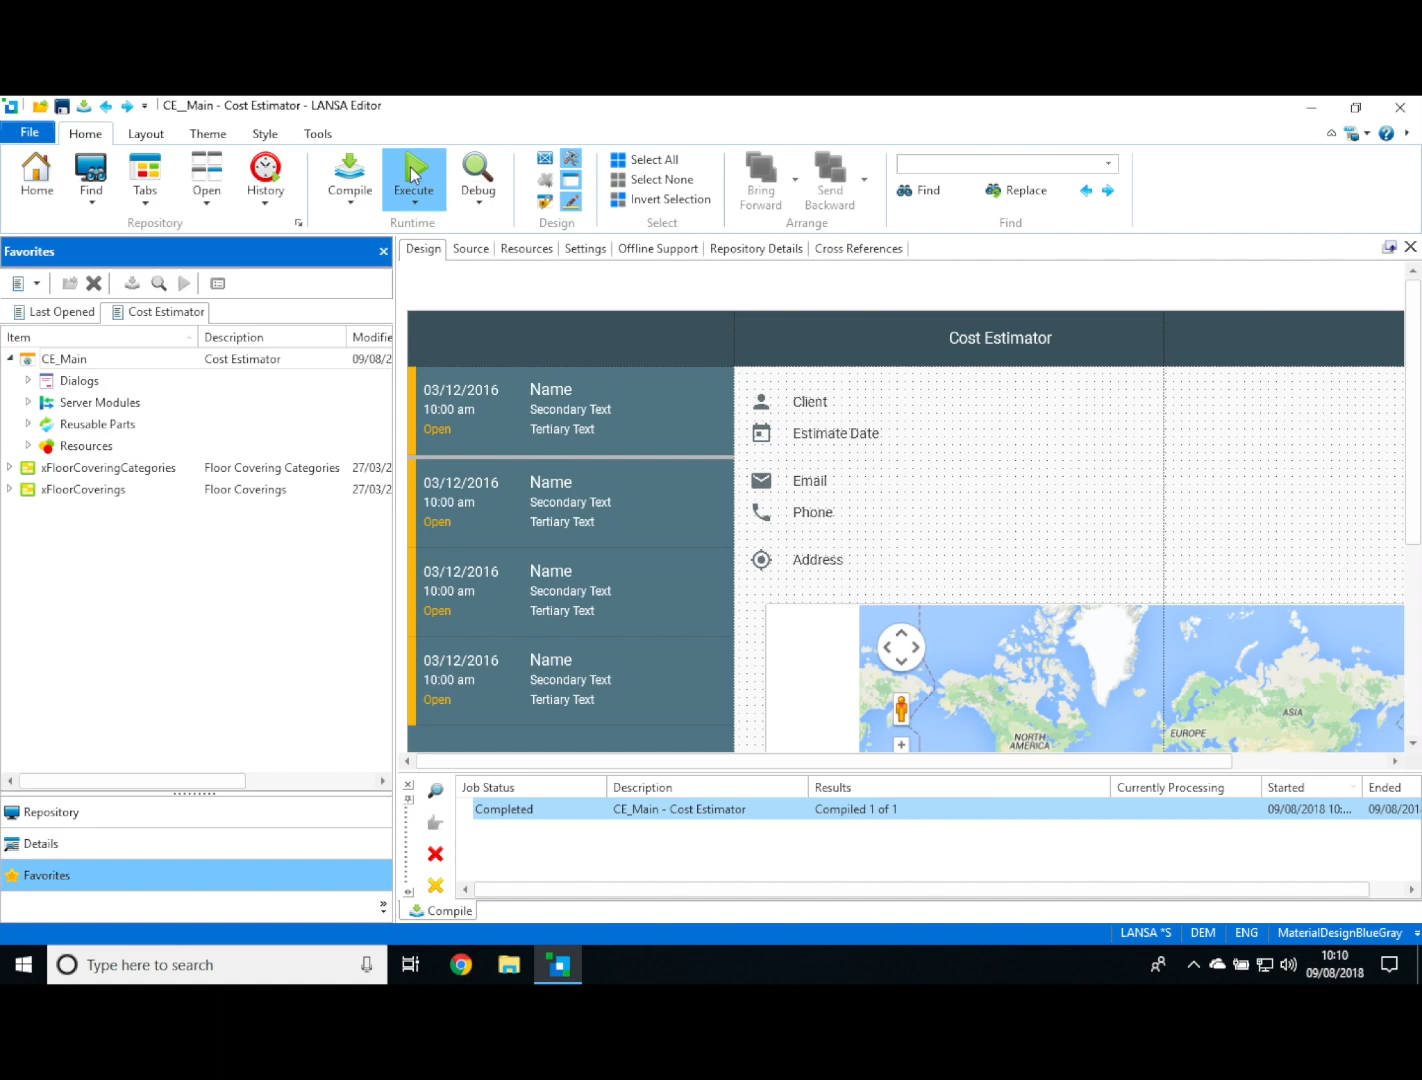 CE__Main - Cost Estimator - LANSA Editor
File Home Layout Theme Style Tools
Home Find Tabs Open History Compile Execute Debug
Select All
Select None
Invert Selection
Bring Forward
Send Backward
Find Replace
Repository Runtime Design Select Arrange Find
Favorites
Design Source Resources Settings Offline Support Repository Details Cross References
Last Opened Cost Estimator
Item Description Modifie
CE_Main Cost Estimator 09/08/2
Dialogs
Server Modules
Reusable Parts
Resources
xFloorCoveringCategories Floor Covering Categories 27/03/2
xFloorCoverings Floor Coverings 27/03/2
Repository
Details
Favorites
Cost Estimator
03/12/2016 Name
10:00 am Secondary Text
Open Tertiary Text
03/12/2016 Name
10:00 am Secondary Text
Open Tertiary Text
03/12/2016 Name
10:00 am Secondary Text
Open Tertiary Text
03/12/2016 Name
10:00 am Secondary Text
Open Tertiary Text
Client
Estimate Date
Email
Phone
Address
NORTH
AMERICA
EUROPE
ASIA
Job Status Description Results Currently Processing Started Ended
Completed CE_Main - Cost Estimator Compiled 1 of 1 09/08/2018 10:... 09/08/201
Compile
LANSA *S DEM ENG MaterialDesignBlueGray
Type here to search
10:10
09/08/2018